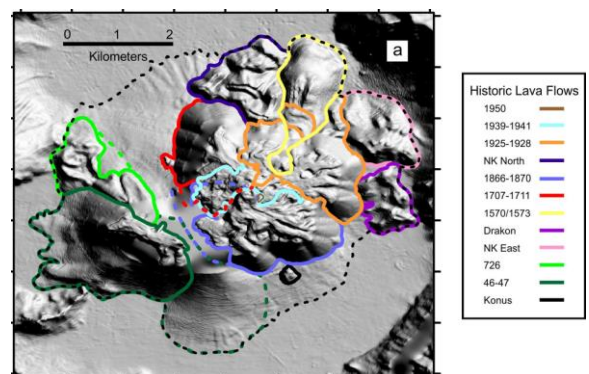 0 1 2
Kilometers
a
Historic Lava Flows
1950
1939-1941
1925-1928
NK North
1866-1870
1707-1711
1570/1573
Drakon
NK East
726
46-47
Konus